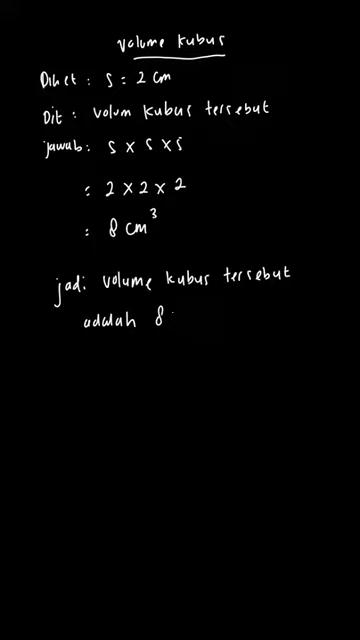 Volume kubus
Diket : s = 2 cm
Dit : volum kubus tersebut
jawab : s x s x s
= 2 x 2 x 2
= 8 cm³
jadi volume kubus tersebut
adalah 8